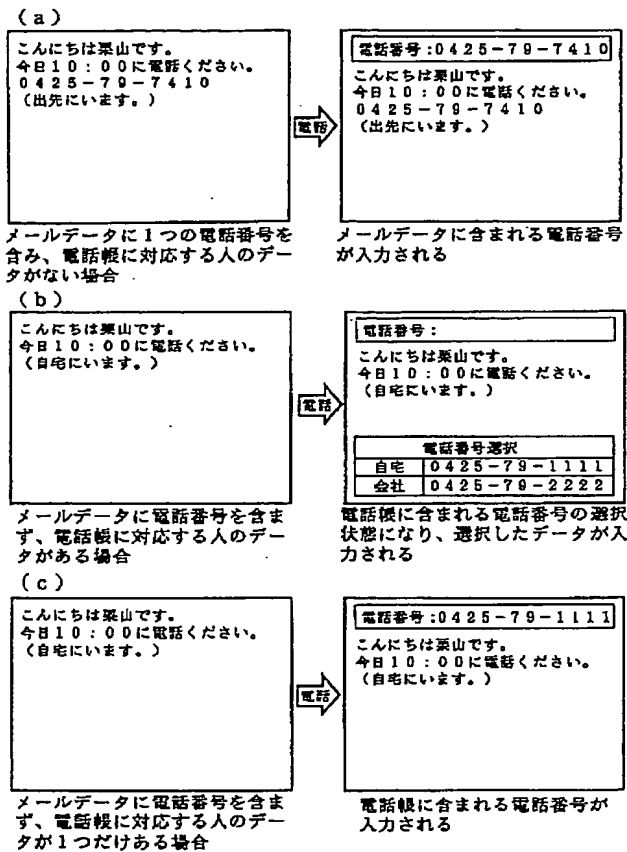 (a)
こんにちは栗山です。
今日10:00に電話ください。
0425-79-7410
(出先にいます。)
電話
電話番号:0425-79-7410
こんにちは栗山です。
今日10:00に電話ください。
0425-79-7410
(出先にいます。)
メールデータに1つの電話番号を
含み、電話帳に対応する人のデー
タがない場合
メールデータに含まれる電話番号
が入力される
(b)
こんにちは栗山です。
今日10:00に電話ください。
(自宅にいます。)
電話
電話番号:
こんにちは栗山です。
今日10:00に電話ください。
(自宅にいます。)
電話番号選択
自宅 0425-79-1111
会社 0425-79-2222
メールデータに電話番号を含ま
ず、電話帳に対応する人のデー
タがある場合
電話帳に含まれる電話番号の選択
状態になり、選択したデータが入
力される
(c)
こんにちは栗山です。
今日10:00に電話ください。
(自宅にいます。)
電話
電話番号:0425-79-1111
こんにちは栗山です。
今日10:00に電話ください。
(自宅にいます。)
メールデータに電話番号を含ま
ず、電話帳に対応する人のデー
タが1つだけある場合
電話帳に含まれる電話番号が
入力される